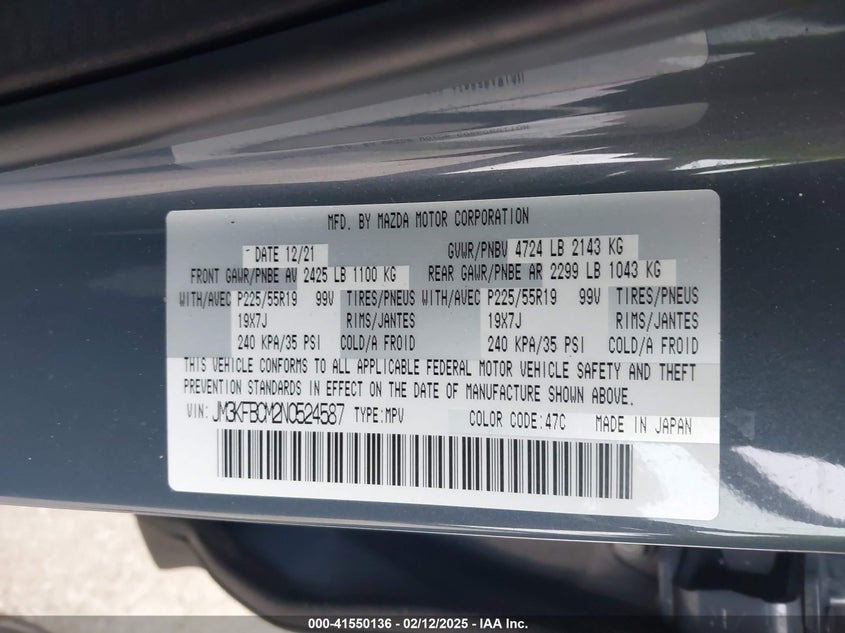 MFD. BY MAZDA MOTOR CORPORATION
DATE 12/21 GVWR/PNBV 4724 LB 2143 KG
FRONT GAWR/PNBE AV 2425 LB 1100 KG REAR GAWR/PNBE AR 2299 LB 1043 KG
WITH/AVEC P225/55R19 99V TIRES/PNEUS WITH/AVEC P225/55R19 99V TIRES/PNEUS
19X7J RIMS/JANTES 19X7J RIMS/JANTES
240 KPA/35 PSI COLD/A FROID 240 KPA/35 PSI COLD/A FROID
THIS VEHICLE CONFORMS TO ALL APPLICABLE FEDERAL MOTOR VEHICLE SAFETY AND THEFT
PREVENTION STANDARDS IN EFFECT ON THE DATE OF MANUFACTURE SHOWN ABOVE.
VIN: JM3KFBCM2N0524587 TYPE:MPV COLOR CODE:47C MADE IN JAPAN
000-41550136 - 02/12/2025 - IAA Inc.